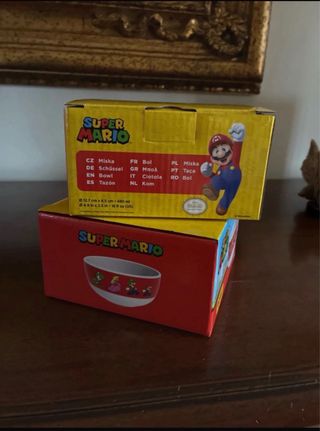 SUPER
MARIO
CZ Miska FR Bol PL Miska
DE Schüssel GR Μπολ PT Taça
EN Bowl IT Ciotola RO Bol
ES Tazón NL Kom
SUPER MARIO